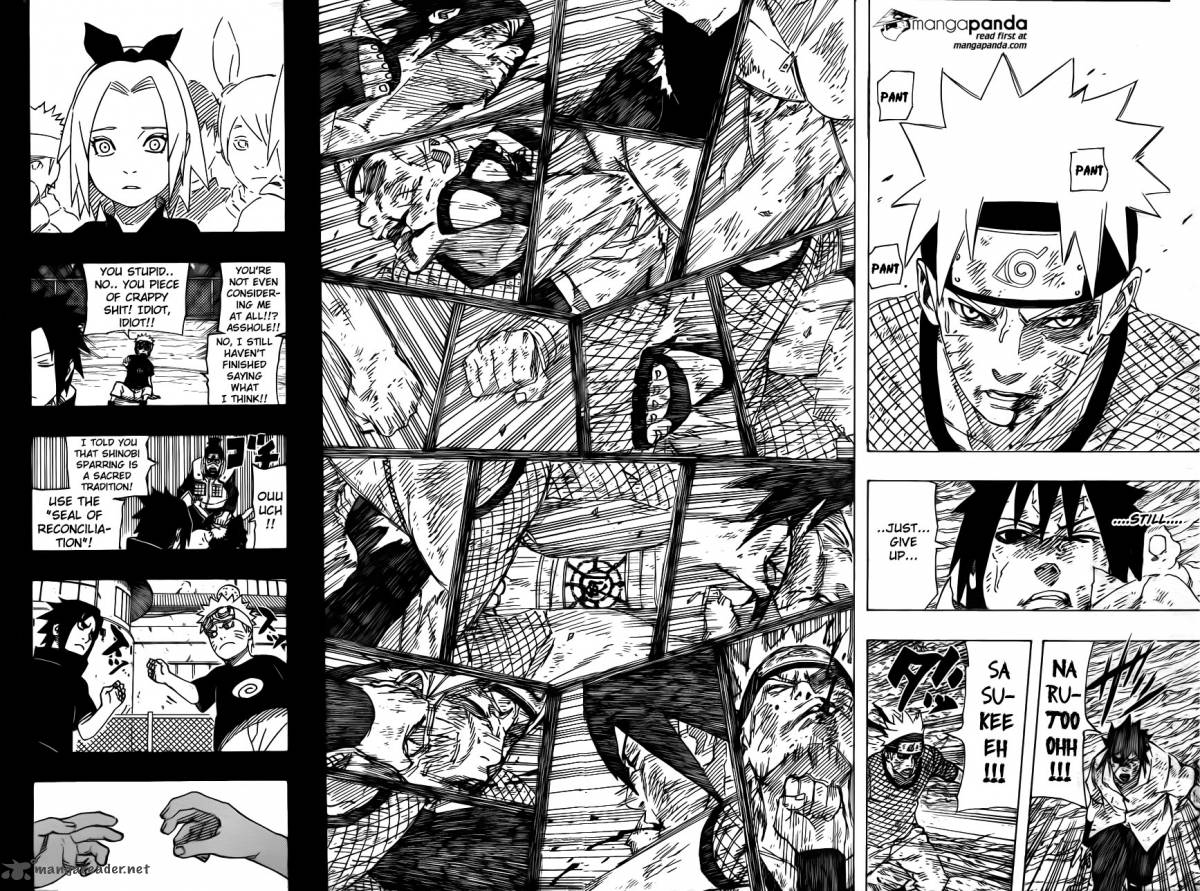 mangapanda
read first at
mangapanda.com
PANT
PANT
PANT
....STILL....
..JUST...
GIVE
UP...
NA
RU-
TOO
OHH
!!!
SA
SU-
KEE
EH
!!!
YOU'RE
NOT EVEN
CONSIDER-
ING ME
AT ALL!!?
ASSHOLE!!
NO, I STILL
HAVEN'T
FINISHED
SAYING
WHAT
I THINK!!
YOU STUPID..
NO.. YOU PIECE
OF CRAPPY
SHIT! IDIOT,
IDIOT!!
OUU
UCH
!!
I TOLD YOU
THAT SHINOBI
SPARRING IS
A SACRED
TRADITION!
USE THE
"SEAL OF
RECONCILIA-
TION"!
mangareader.net